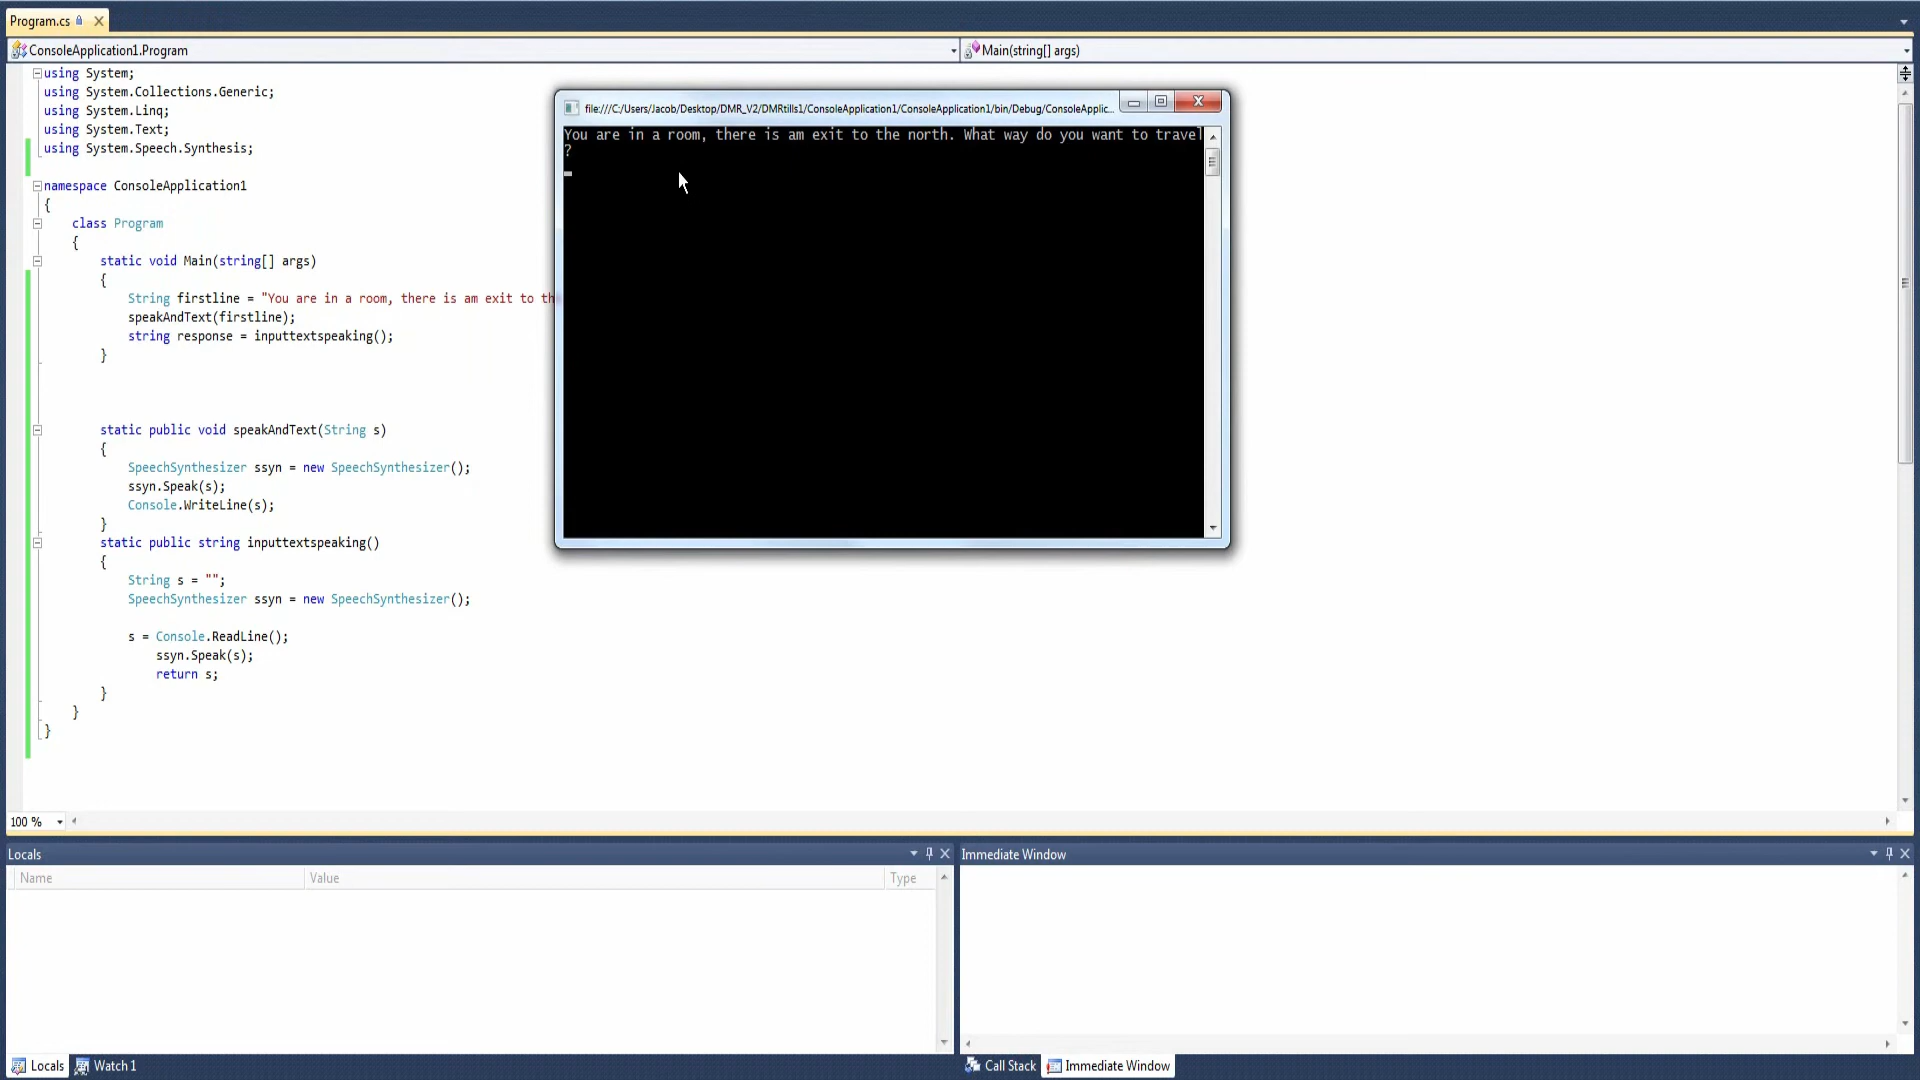 Program.cs
ConsoleApplication1.Program
Main(string[] args)
using System;
using System.Collections.Generic;
using System.Linq;
using System.Text;
using System.Speech.Synthesis;
namespace ConsoleApplication1
{
class Program
{
static void Main(string[] args)
{
String firstline = "You are in a room, there is am exit to th
speakAndText(firstline);
string response = inputtextspeaking();
}
static public void speakAndText(String s)
{
SpeechSynthesizer ssyn = new SpeechSynthesizer();
ssyn.Speak(s);
Console.WriteLine(s);
}
static public string inputtextspeaking()
{
String s = "";
SpeechSynthesizer ssyn = new SpeechSynthesizer();
s = Console.ReadLine();
ssyn.Speak(s);
return s;
}
}
}
file:///C:/Users/Jacob/Desktop/DMR_V2/DMRtills1/ConsoleApplication1/ConsoleApplication1/bin/Debug/ConsoleApplic...
You are in a room, there is am exit to the north. What way do you want to travel
?
100 %
Locals
Name Value Type
Locals Watch 1
Immediate Window
Call Stack Immediate Window